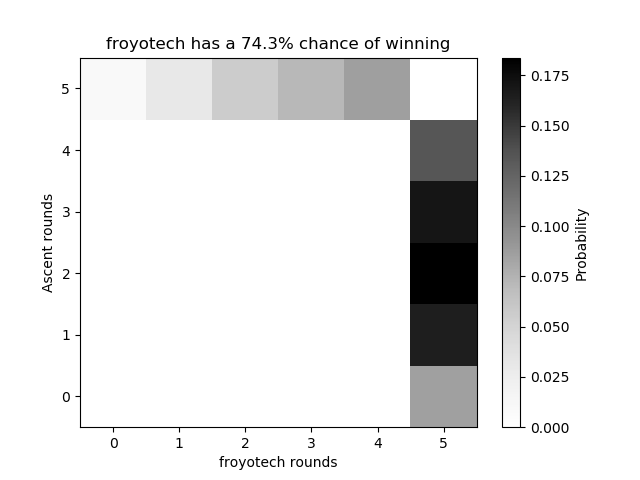 froyotech has a 74.3% chance of winning
5
4
3
2
1
0
Ascent rounds
0 1 2 3 4 5
froyotech rounds
0.175
0.150
0.125
0.100
0.075
0.050
0.025
0.000
Probability